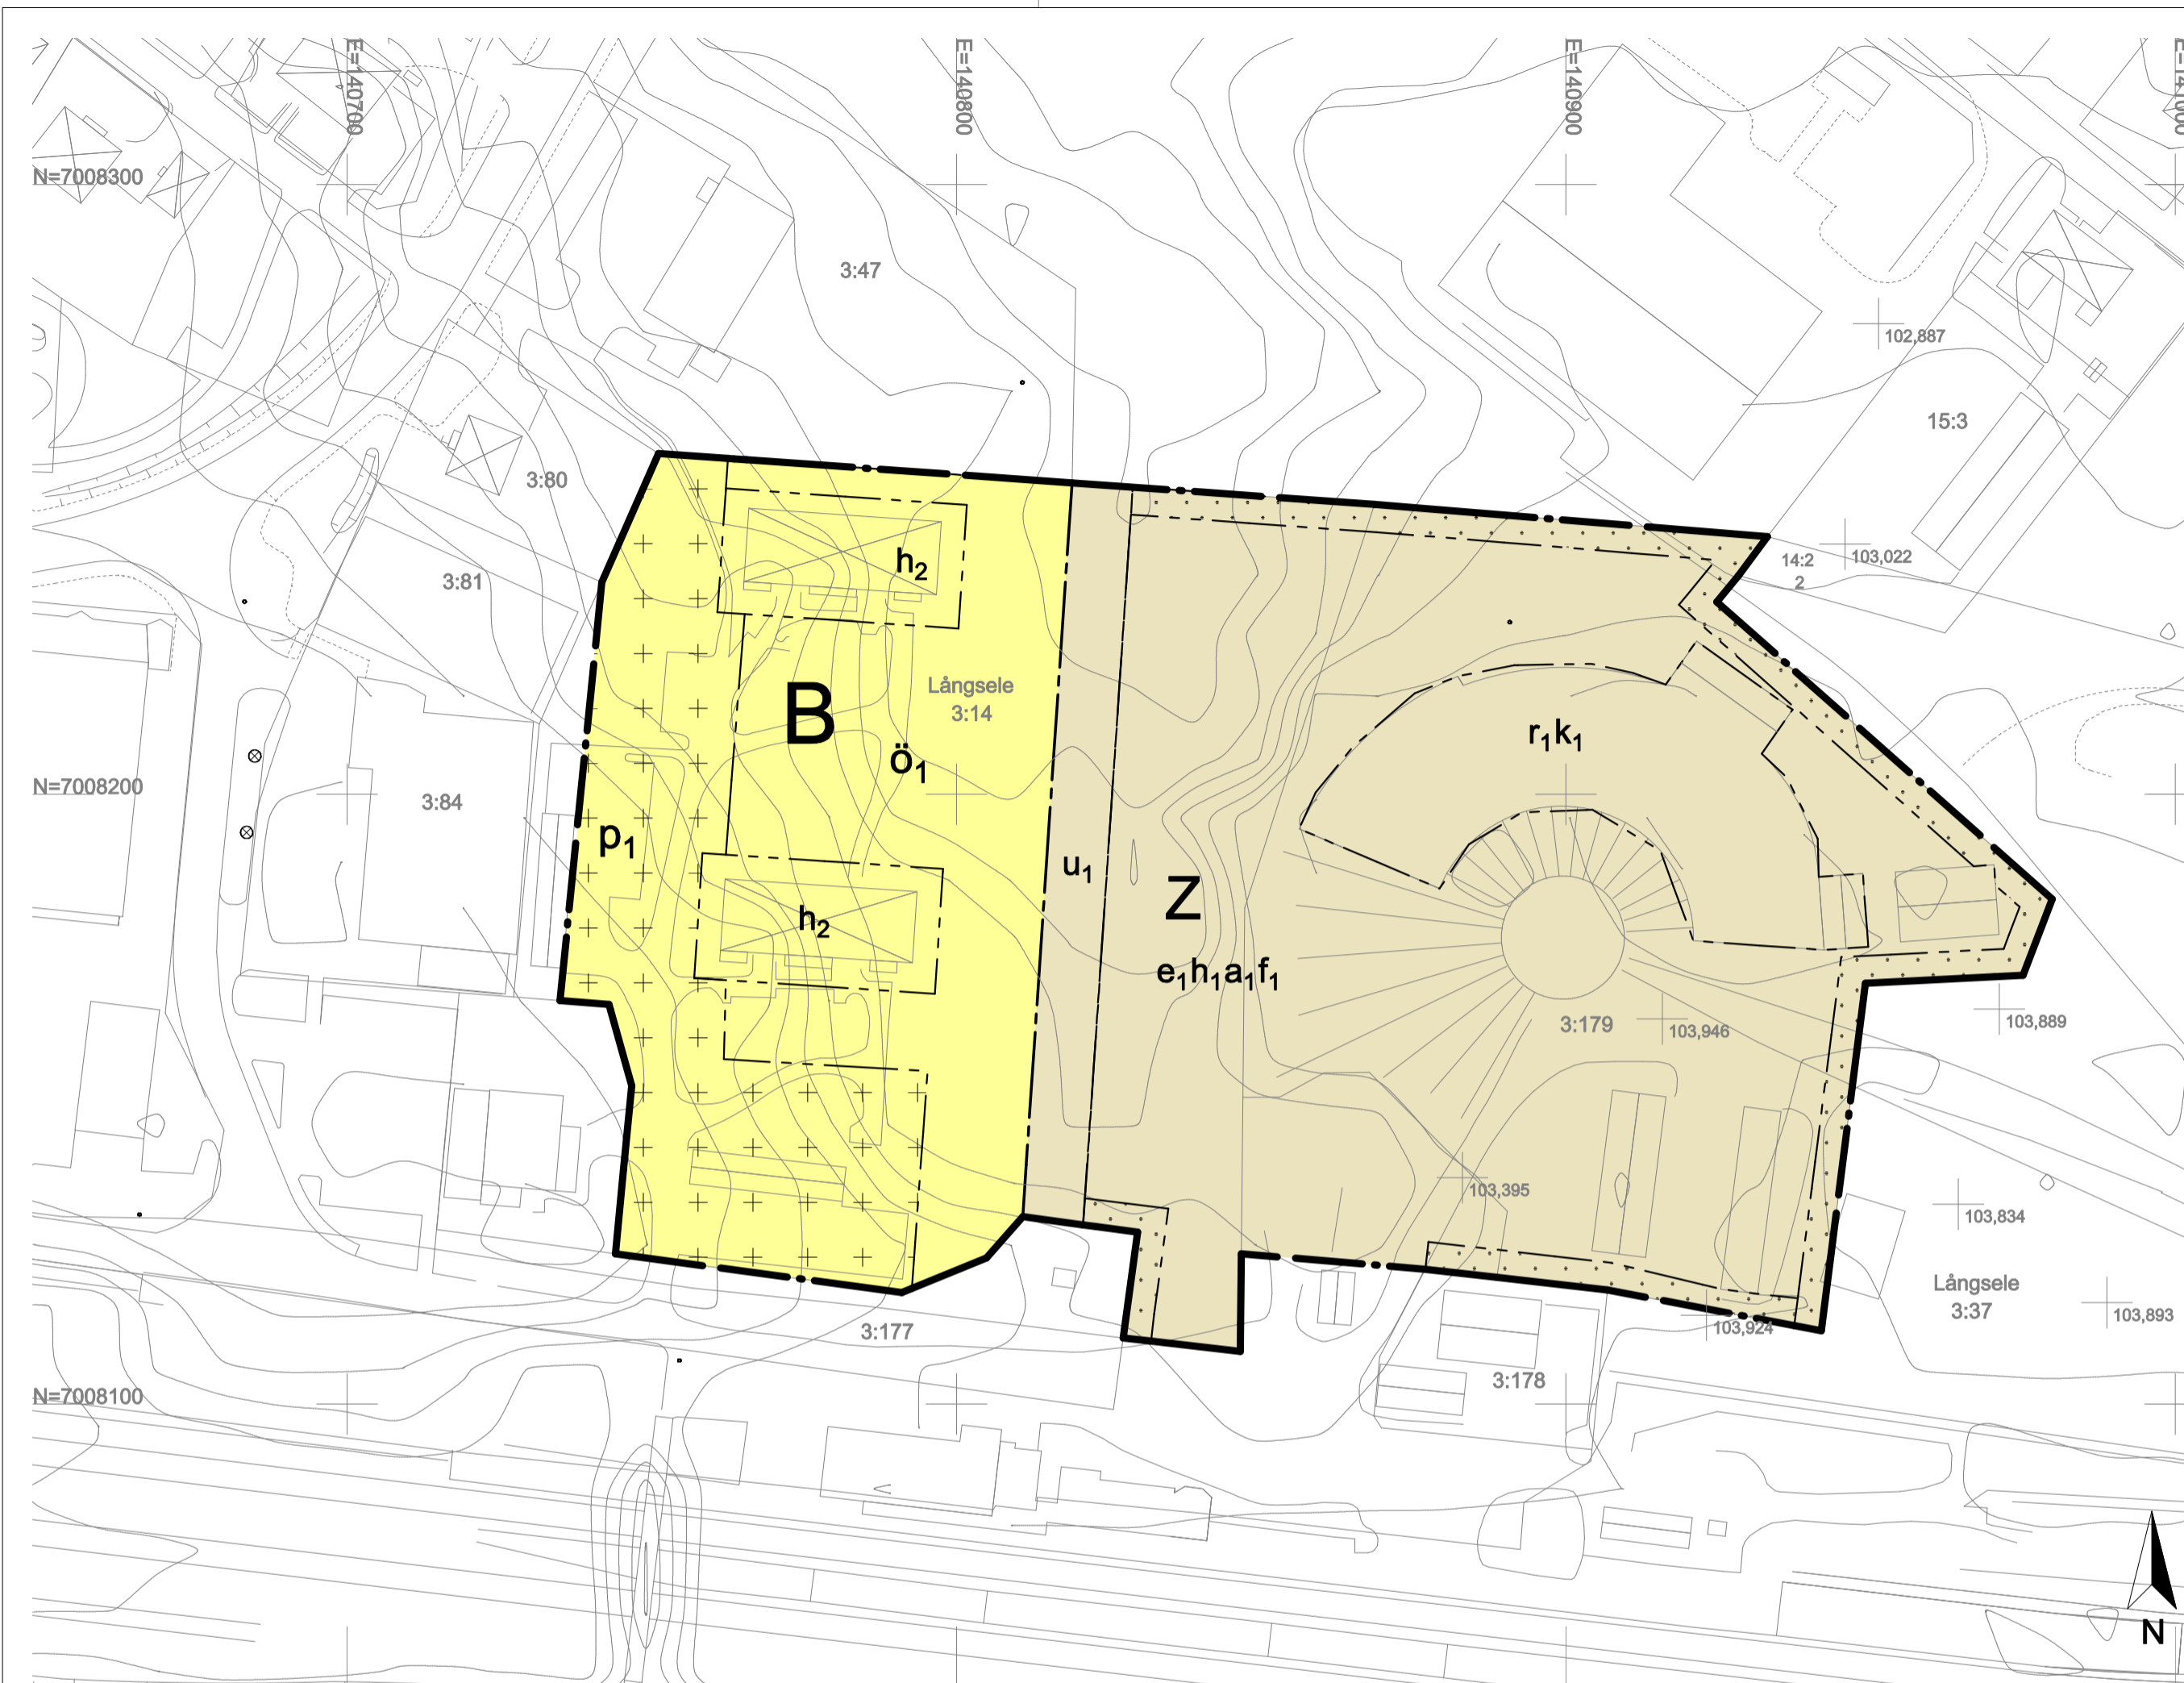 E=140700
E=140800
E=140900
E=141000
N=7008300
3:47
102,887
15:3
3:80
103,022
14:2
2
h₂
3:81
Långsele
3:14
B
r₁k₁
ö₁
N=7008200
3:84
p₁
u₁
Z
h₂
e₁h₁a₁f₁
3:179
103,946
103,889
103,395
103,834
Långsele
3:37
103,893
3:177
103,924
3:178
N=7008100
N